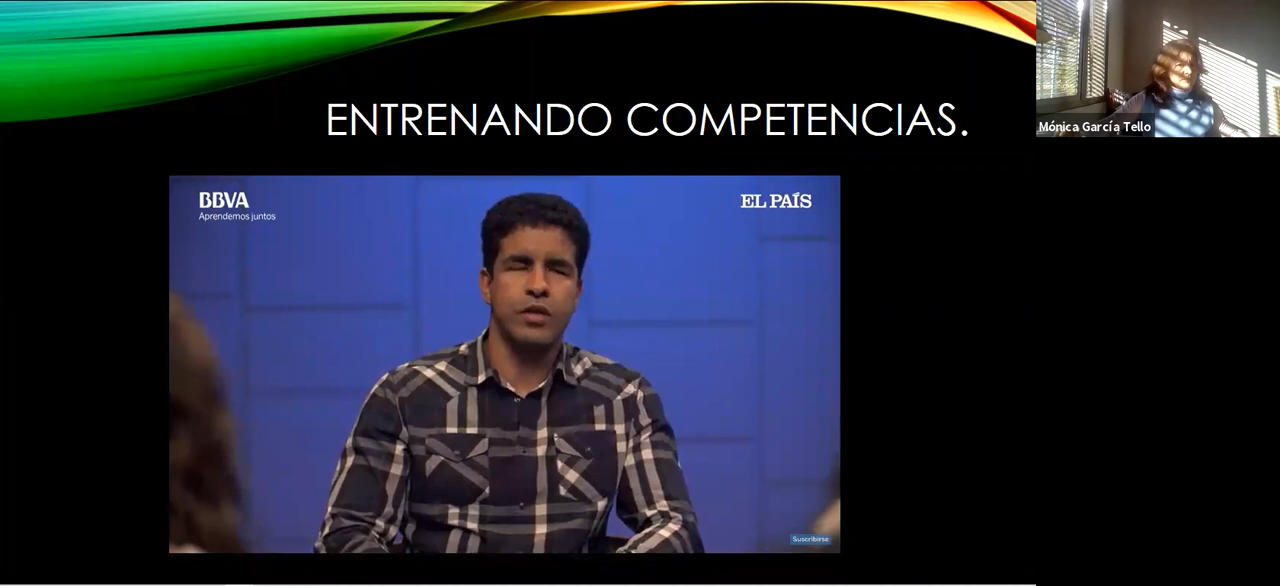 ENTRENANDO COMPETENCIAS.
Mónica García Tello
BBVA
Aprendemos juntos
EL PAÍS
Suscribirse